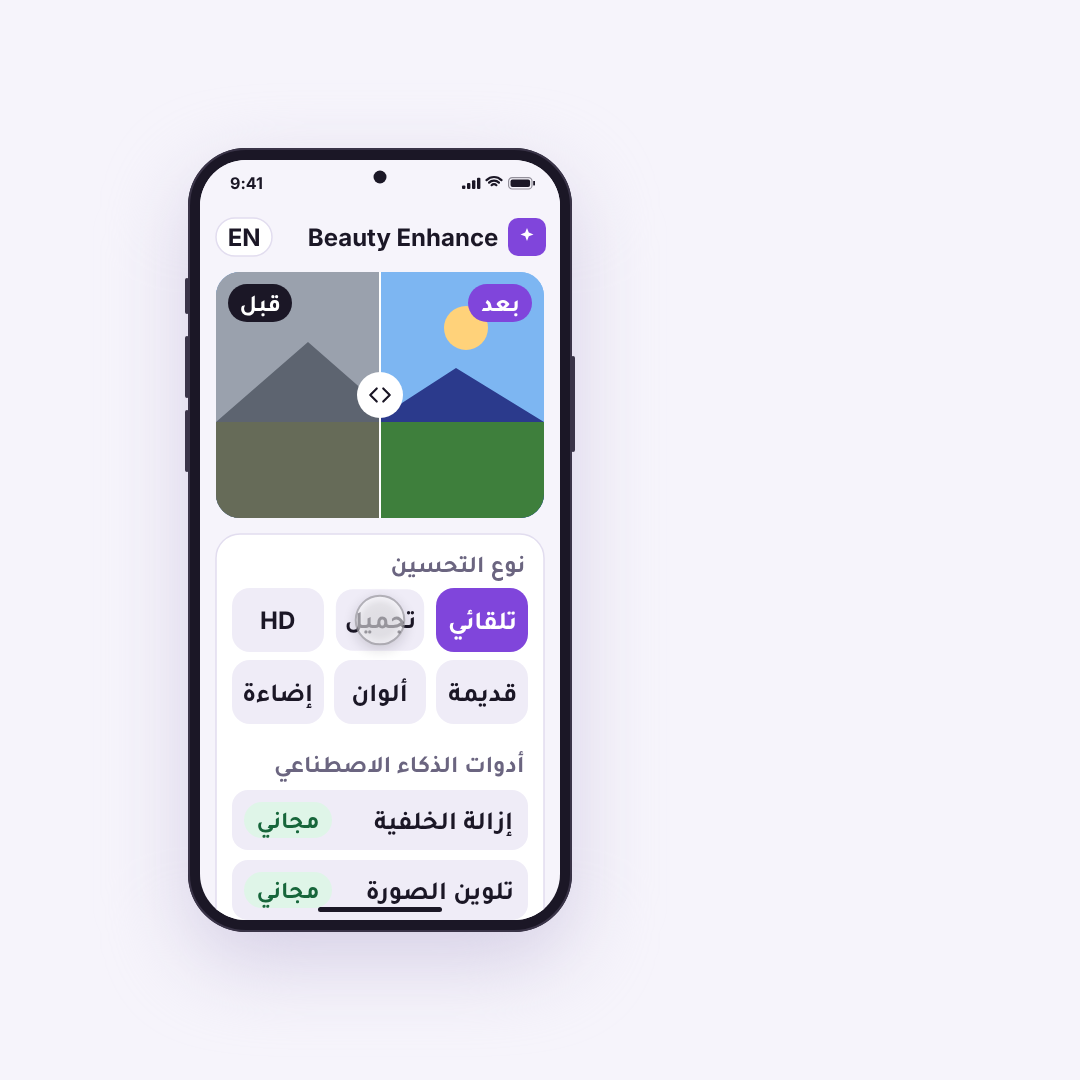 9:41
Beauty Enhance
EN
قبل
بعد
نوع التحسين
تلقائي
تجميل
HD
قديمة
ألوان
إضاءة
أدوات الذكاء الاصطناعي
إزالة الخلفية
مجاني
تلوين الصورة
مجاني